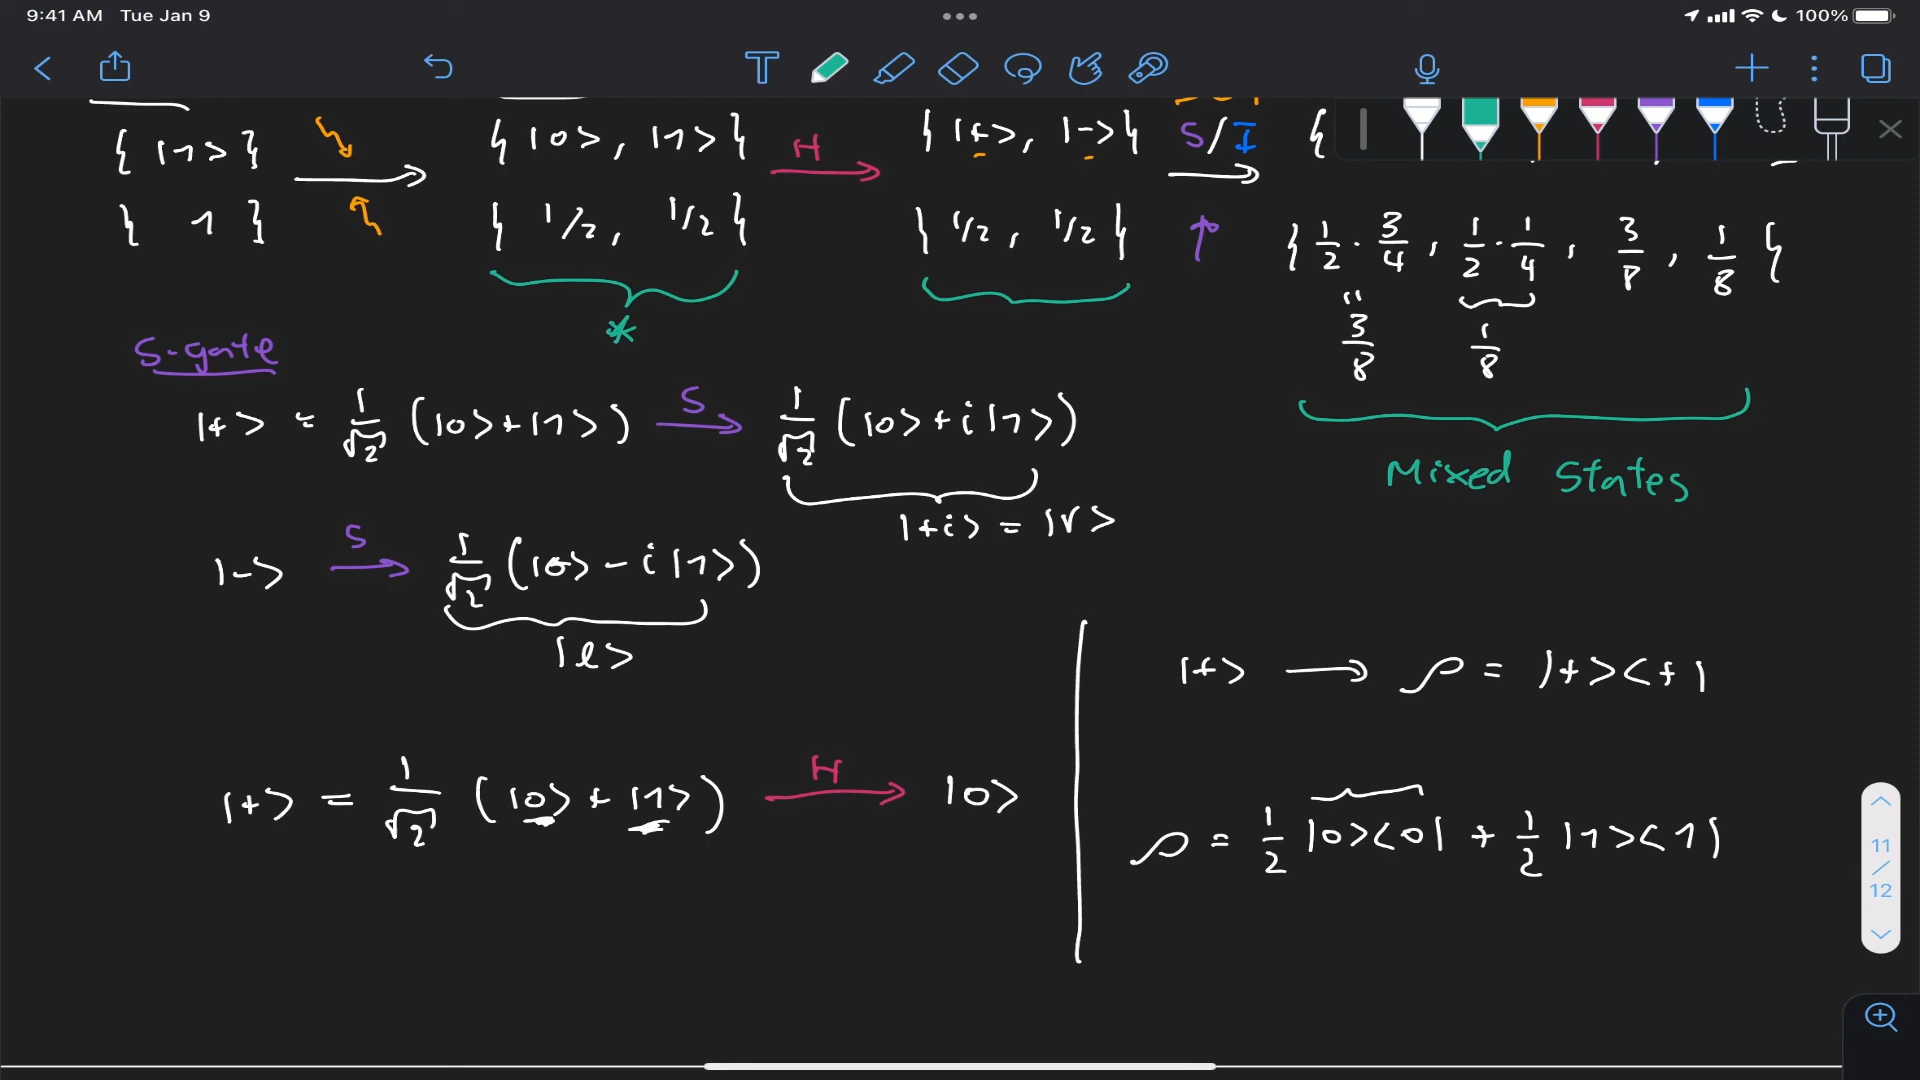 9:41 AM Tue Jan 9
100%
{ |1> } → { |0> , |1> } H → { |+> , |-> } S/I → {
{ 1 } { 1/2 , 1/2 } { 1/2 , 1/2 } { 1/2 · 3/4 , 1/2 · 1/4 , 3/8 , 1/8 }
" 3/8 1/8
*
S-gate
|+> = 1/√2 (|0> + |1>) S → 1/√2 (|0> + i|1>)
|+i> = |r>
Mixed States
|-> S → 1/√2 (|0> - i|1>)
|ℓ>
|+> → ρ = |+><+|
|+> = 1/√2 (|0> + |1>) H → |0>
ρ = 1/2 |0><0| + 1/2 |1><1|
11 / 12